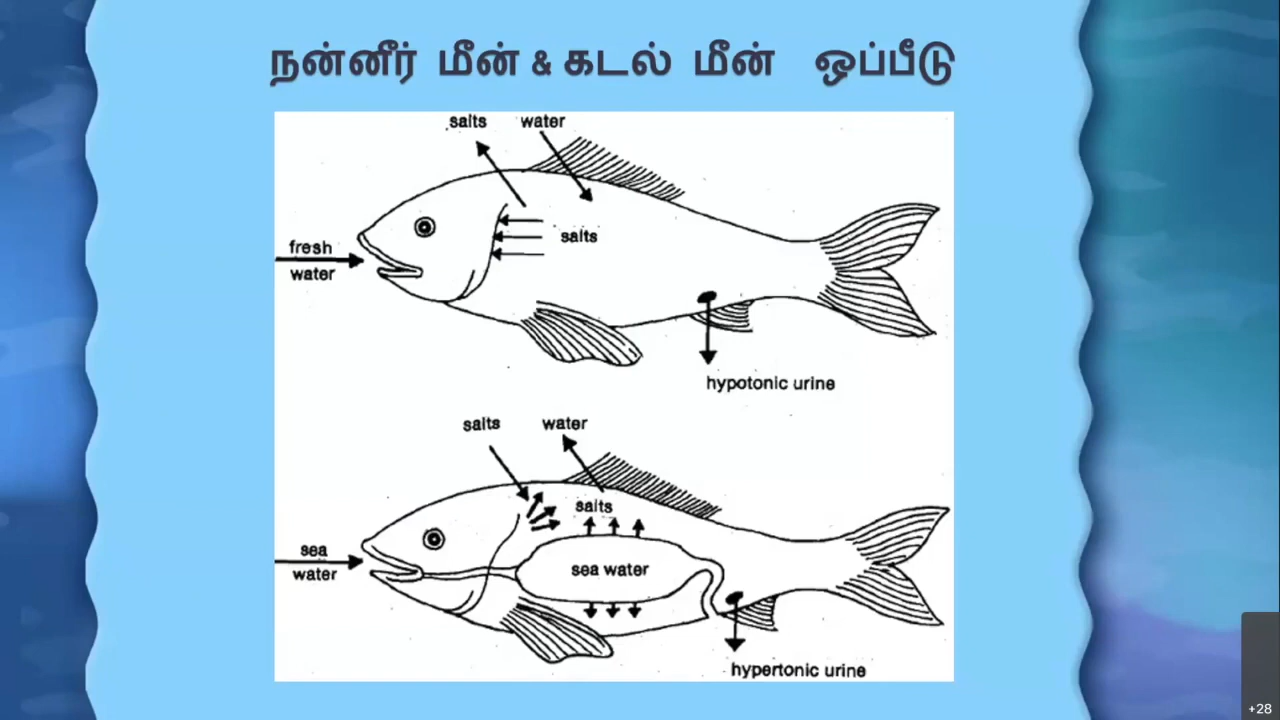 நன்னீர் மீன் & கடல் மீன் ஒப்பீடு
salts water
salts
fresh
water
hypotonic urine
salts water
salts
sea
water
sea water
hypertonic urine
+28